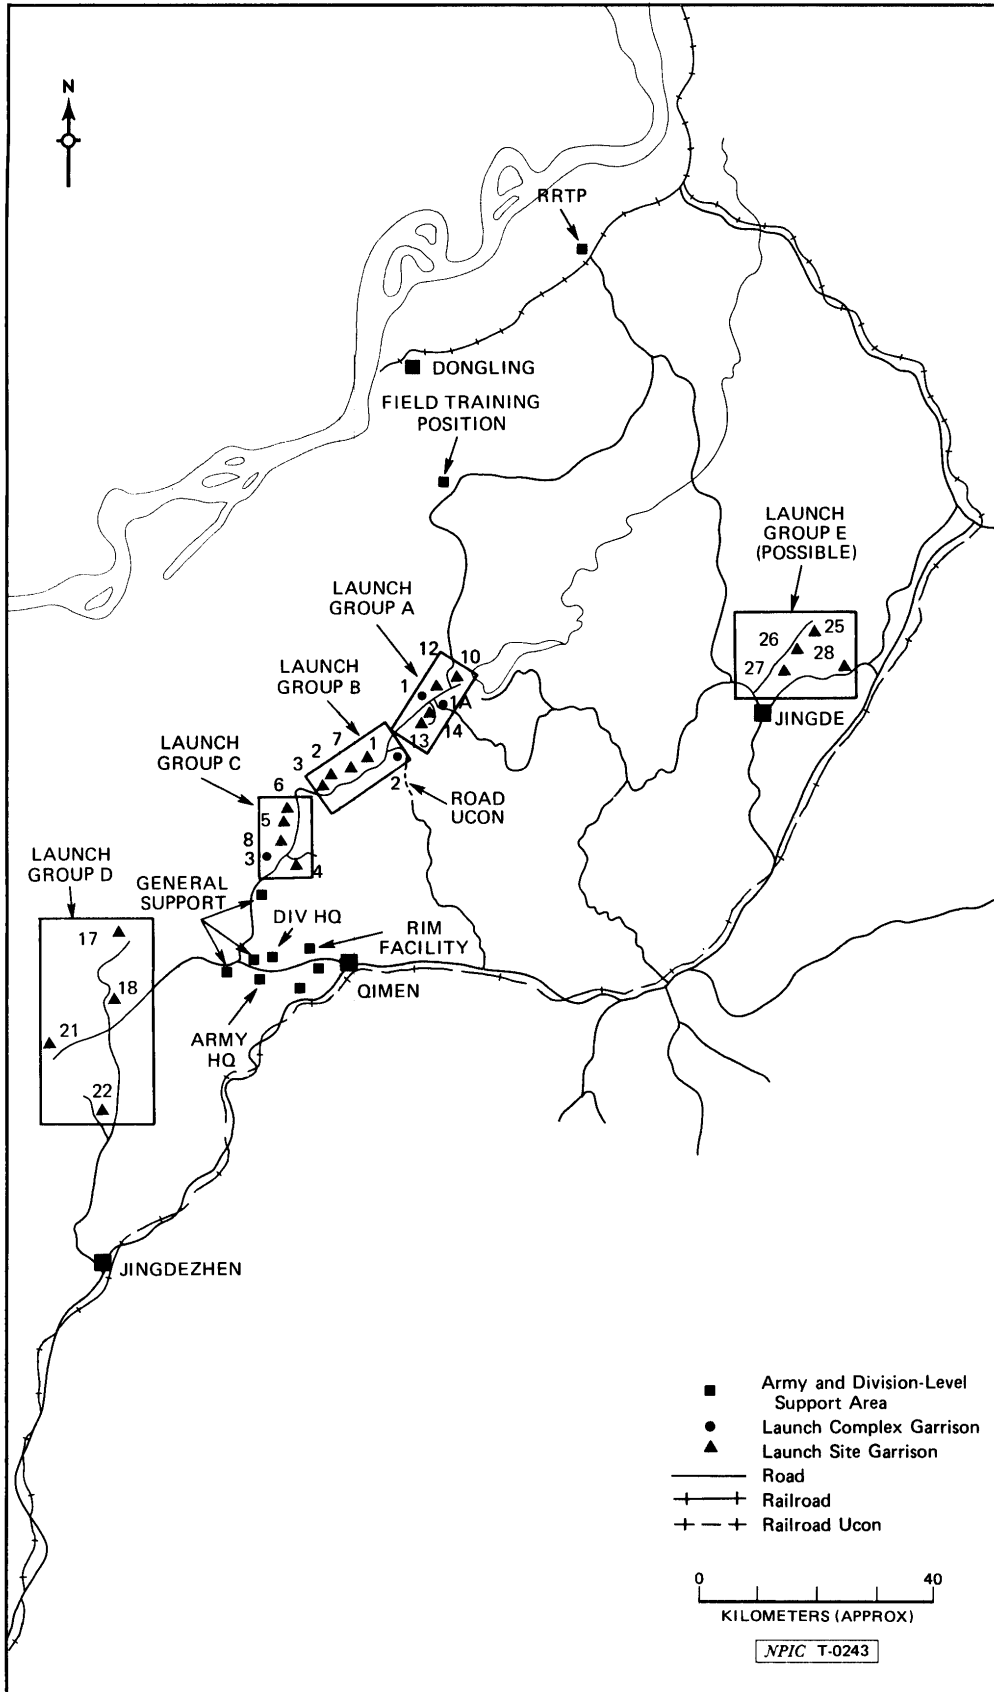 N
RRTP
DONGLING
FIELD TRAINING
POSITION
LAUNCH
GROUP E
(POSSIBLE)
25
26
27
28
JINGDE
LAUNCH
GROUP A
12
10
1
1A
13
14
LAUNCH
GROUP B
7
2
1
3
2
ROAD
UCON
LAUNCH
GROUP C
6
5
8
3
4
LAUNCH
GROUP D
17
18
21
22
GENERAL
SUPPORT
DIV HQ
RIM
FACILITY
QIMEN
ARMY
HQ
JINGDEZHEN
Army and Division-Level
Support Area
Launch Complex Garrison
Launch Site Garrison
Road
Railroad
Railroad Ucon
0 40
KILOMETERS (APPROX)
NPIC T-0243